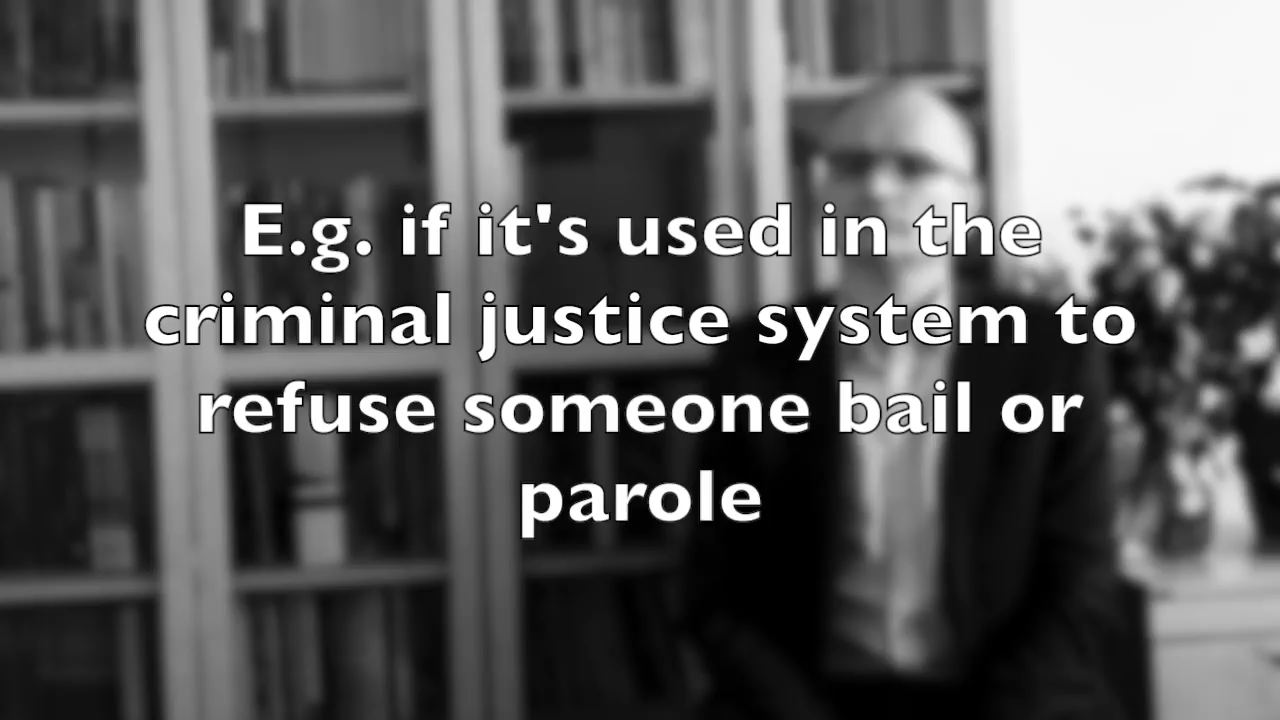 E.g. if it's used in the
criminal justice system to
refuse someone bail or
parole